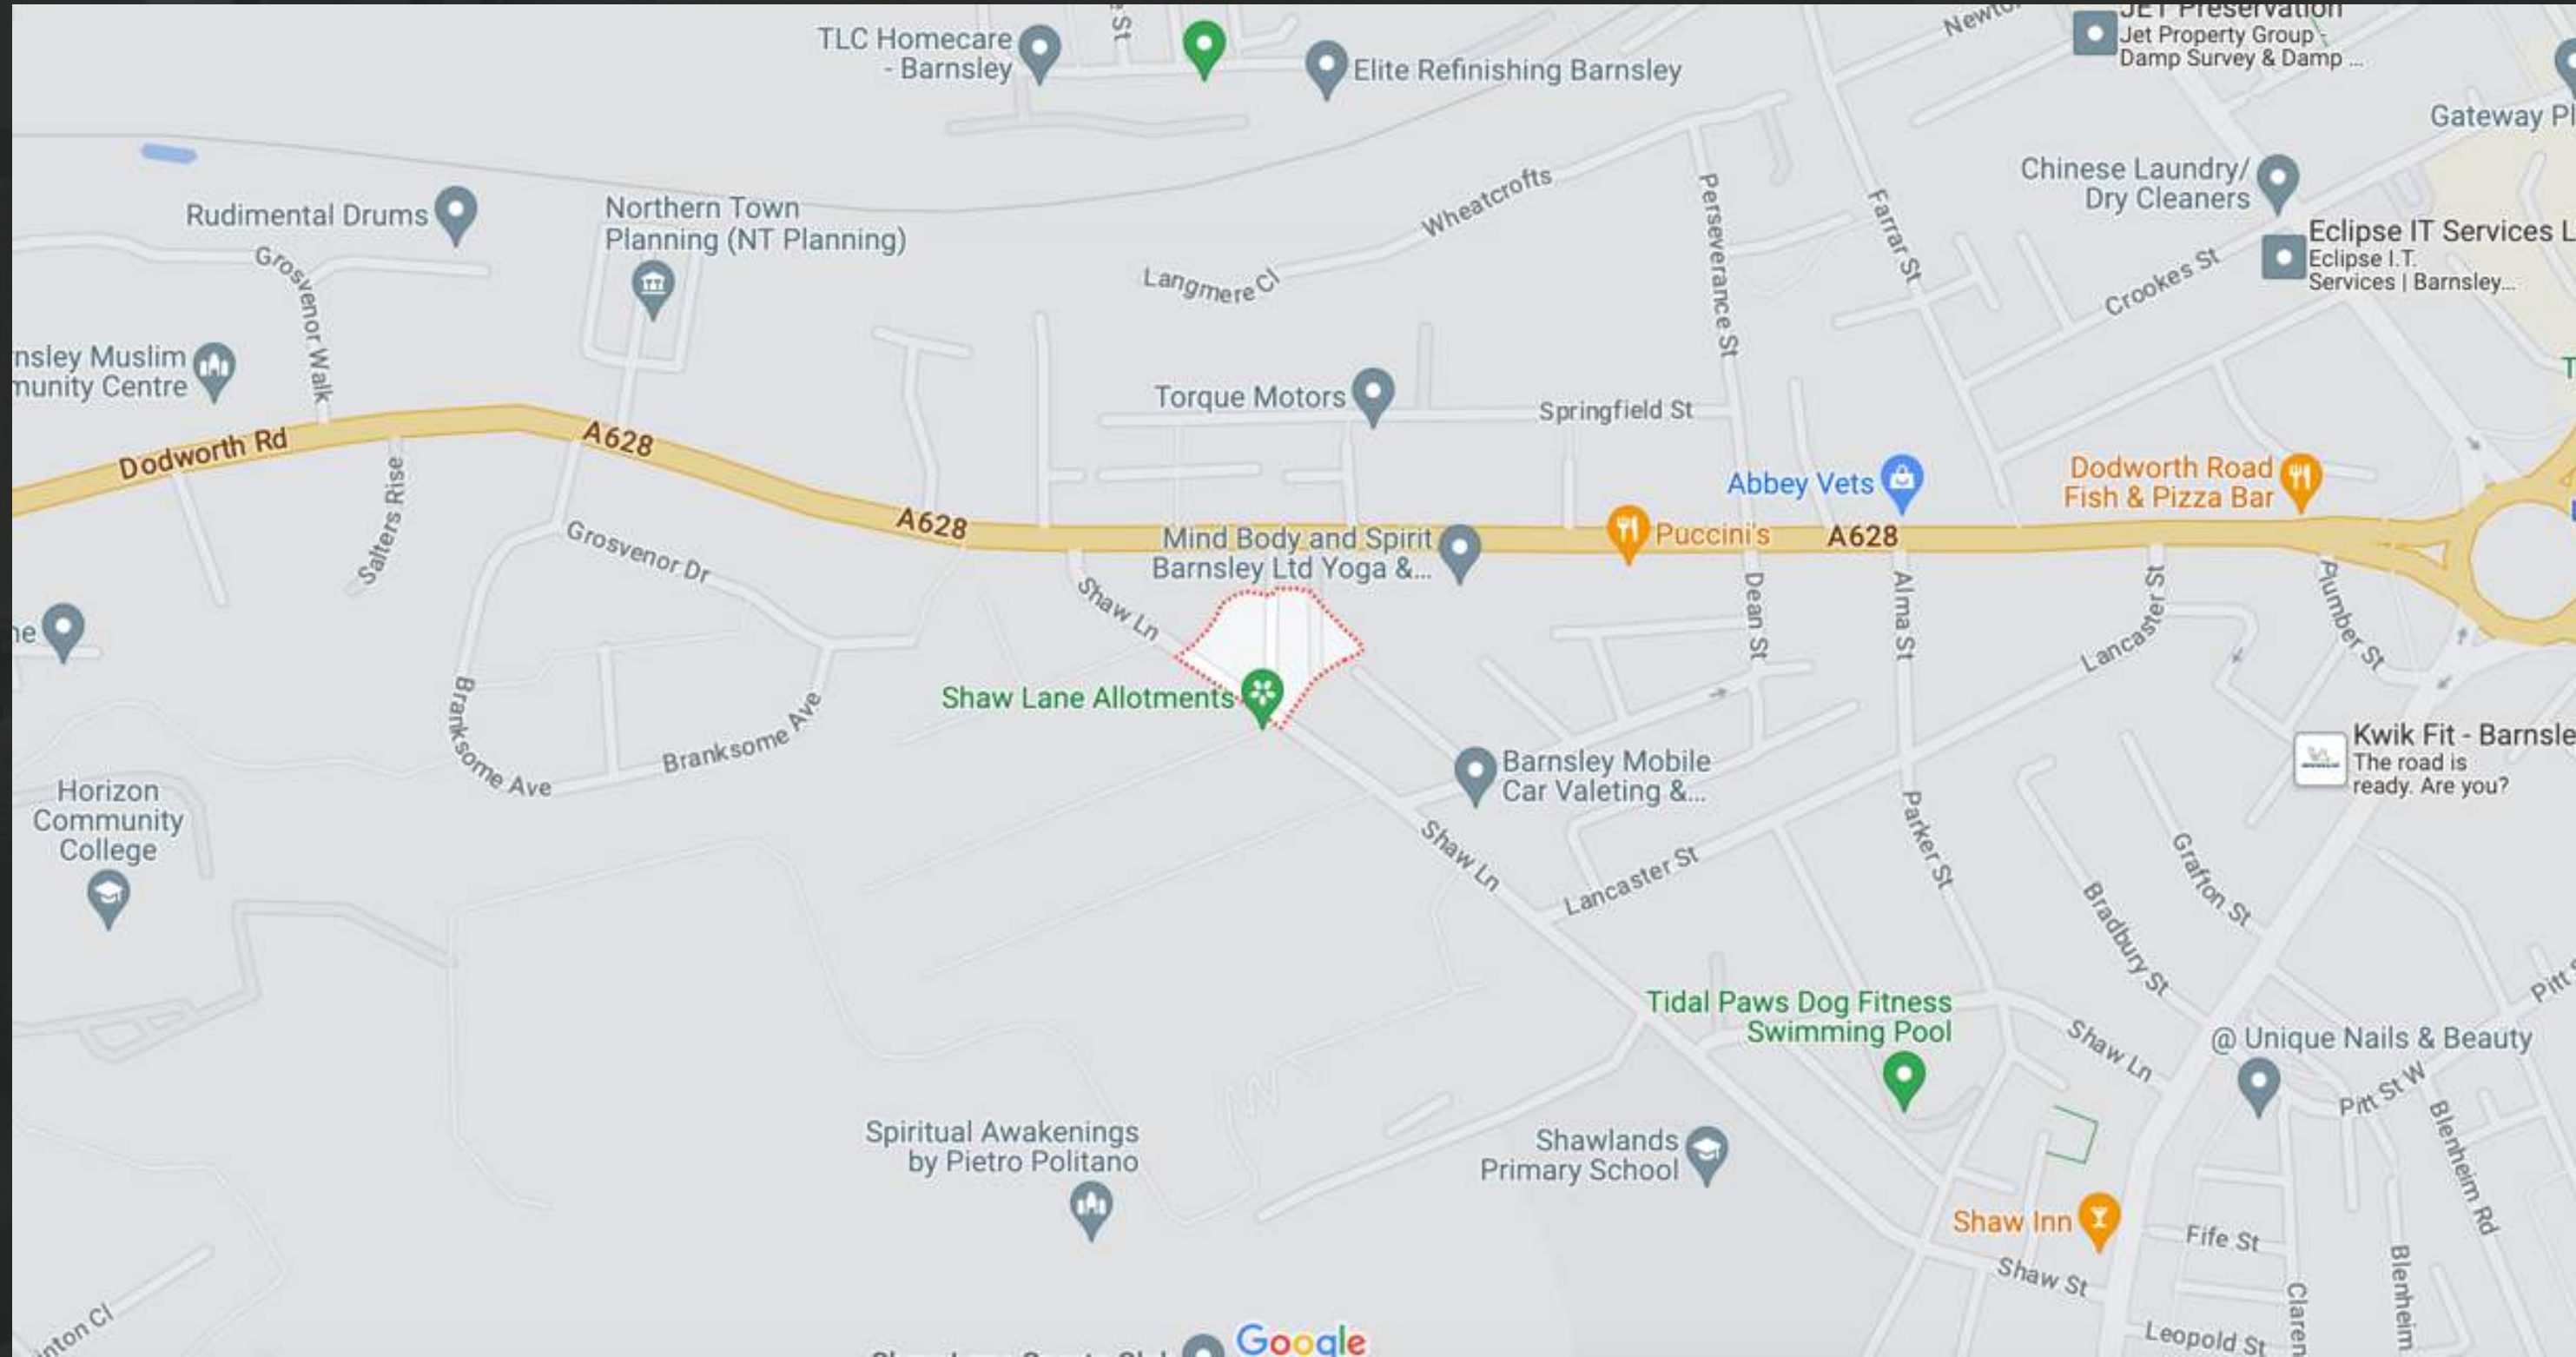 TLC Homecare
- Barnsley
St
Elite Refinishing Barnsley
JET Preservation
Jet Property Group -
Damp Survey & Damp ...
Gateway
Rudimental Drums
Northern Town
Planning (NT Planning)
Wheatcrofts
Langmere Cl
Perseverance St
Farrar St
Chinese Laundry/
Dry Cleaners
Eclipse IT Services
Eclipse I.T.
Services | Barnsley...
Crookes St
Grosvenor Walk
Muslim
Centre
Torque Motors
Springfield St
Dodworth Rd
A628
A628
A628
Salters Rise
Grosvenor Dr
Mind Body and Spirit
Barnsley Ltd Yoga &...
Puccini's
Abbey Vets
Dodworth Road
Fish & Pizza Bar
Shaw Ln
Dean St
Alma St
Lancaster St
Plumber St
Shaw Lane Allotments
Branksome Ave
Branksome Ave
Barnsley Mobile
Car Valeting &...
Kwik Fit -
The road is
ready. Are you?
Horizon
Community
College
Shaw Ln
Lancaster St
Parker St
Bradbury St
Grafton St
Pitt
Tidal Paws Dog Fitness
Swimming Pool
Shaw Ln
@ Unique Nails & Beauty
Pitt St W
Blenheim Rd
Spiritual Awakenings
by Pietro Politano
Shawlands
Primary School
Shaw Inn
Fife St
Shaw St
Blenheim
Leopold St
Google